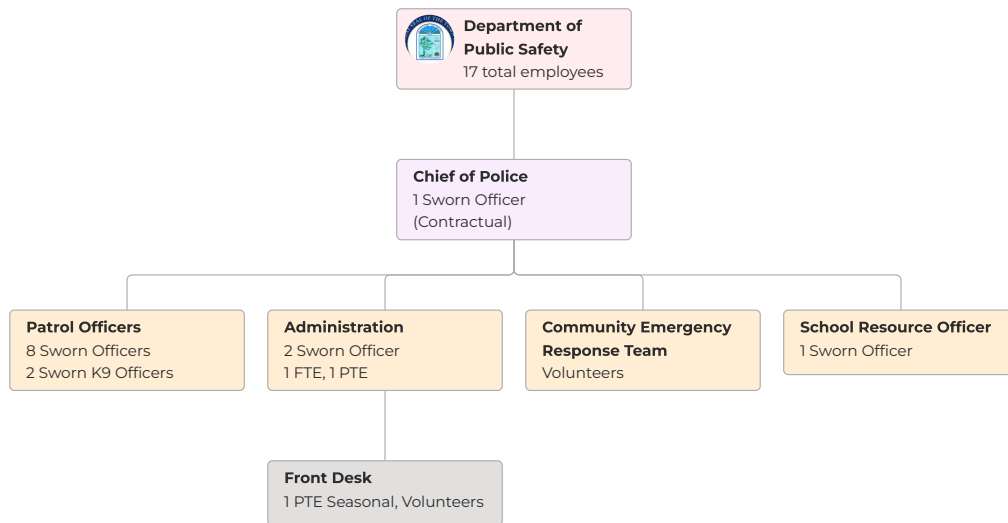 Department of
Public Safety
17 total employees
Chief of Police
1 Sworn Officer
(Contractual)
Patrol Officers
8 Sworn Officers
2 Sworn K9 Officers
Administration
2 Sworn Officer
1 FTE, 1 PTE
Community Emergency
Response Team
Volunteers
School Resource Officer
1 Sworn Officer
Front Desk
1 PTE Seasonal, Volunteers